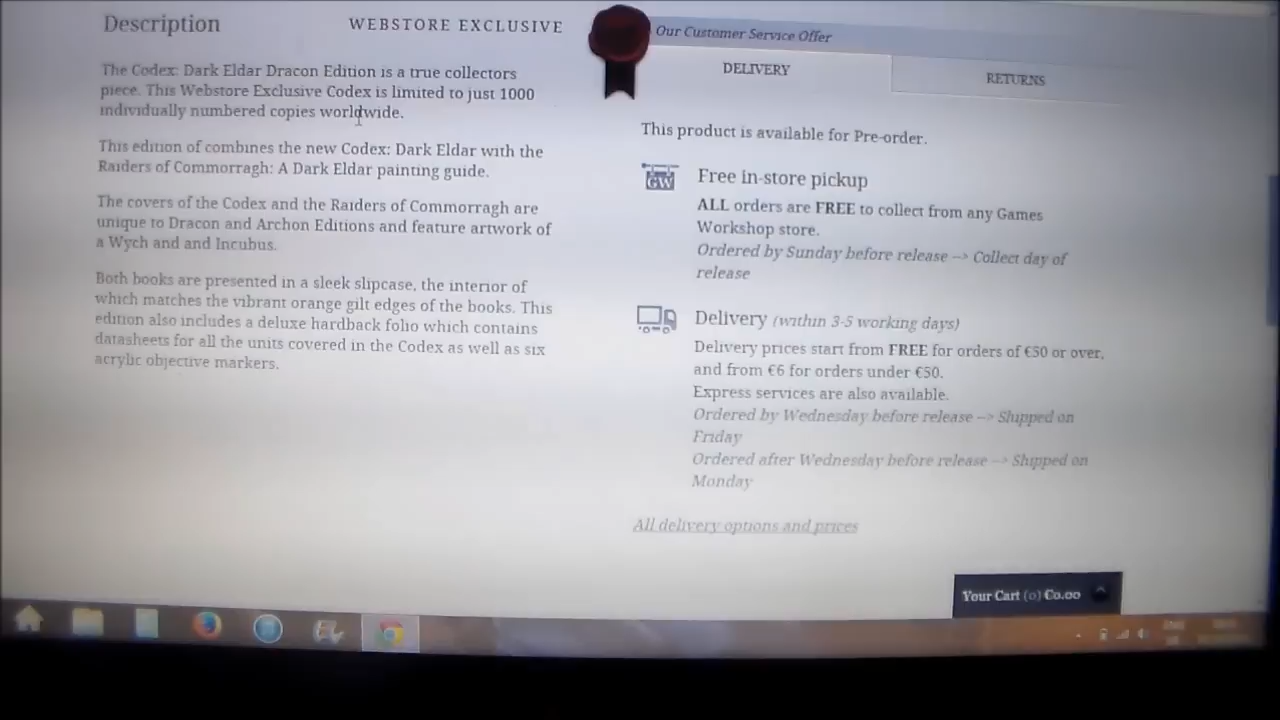 Description
WEBSTORE EXCLUSIVE
The Codex: Dark Eldar Dracon Edition is a true collectors
piece. This Webstore Exclusive Codex is limited to just 1000
individually numbered copies worldwide.
This edition of combines the new Codex: Dark Eldar with the
Raiders of Commorragh: A Dark Eldar painting guide.
The covers of the Codex and the Raiders of Commorragh are
unique to Dracon and Archon Editions and feature artwork of
a Wych and and Incubus.
Both books are presented in a sleek slipcase, the interior of
which matches the vibrant orange gilt edges of the books. This
edition also includes a deluxe hardback folio which contains
datasheets for all the units covered in the Codex as well as six
acrylic objective markers.
Our Customer Service Offer
DELIVERY
RETURNS
This product is available for Pre-order.
GW
Free in-store pickup
ALL orders are FREE to collect from any Games
Workshop store.
Ordered by Sunday before release --> Collect day of
release
Delivery (within 3-5 working days)
Delivery prices start from FREE for orders of €50 or over,
and from €6 for orders under €50.
Express services are also available.
Ordered by Wednesday before release --> Shipped on
Friday
Ordered after Wednesday before release --> Shipped on
Monday
All delivery options and prices
Your Cart (0) €0.00